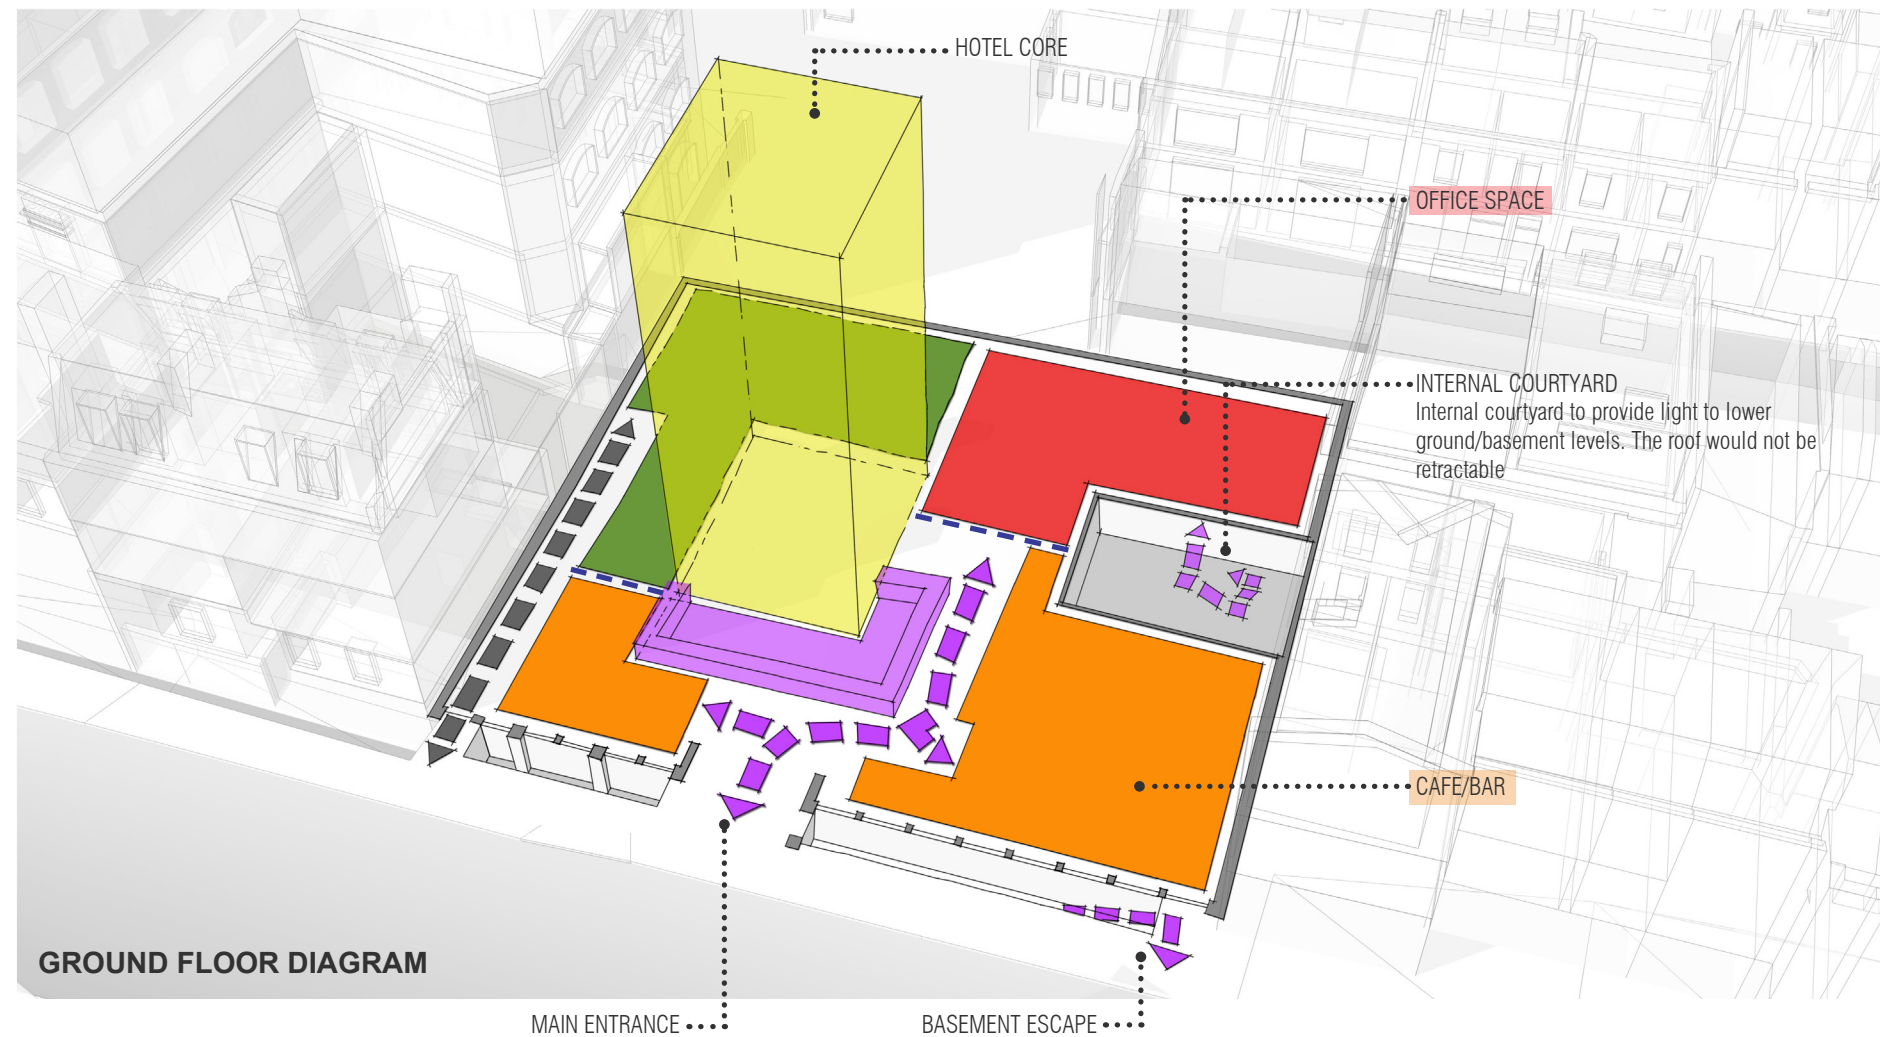 HOTEL CORE
OFFICE SPACE
INTERNAL COURTYARD
Internal courtyard to provide light to lower
ground/basement levels. The roof would not be
retractable
CAFE/BAR
GROUND FLOOR DIAGRAM
MAIN ENTRANCE
BASEMENT ESCAPE